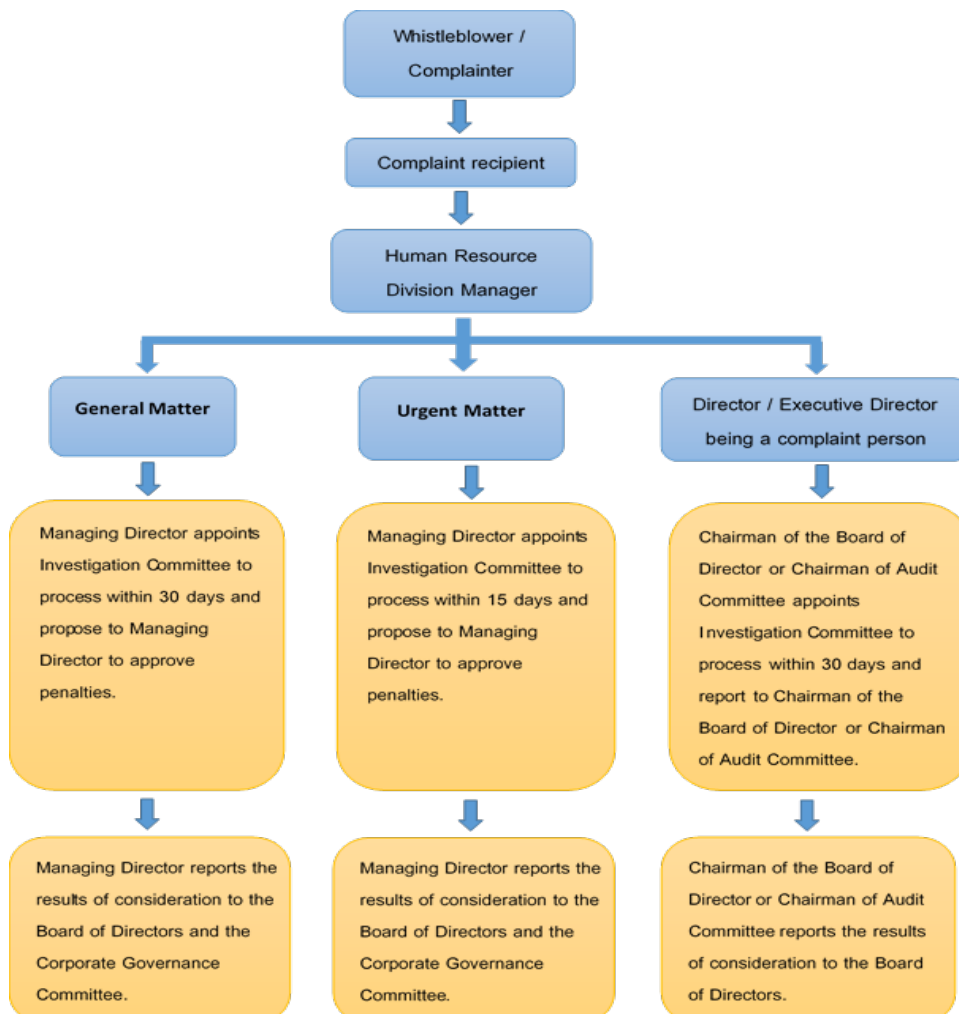 Whistleblower /
Complainter
Complaint recipient
Human Resource
Division Manager
General Matter
Urgent Matter
Director / Executive Director
being a complaint person
Managing Director appoints
Investigation Committee to
process within 30 days and
propose to Managing
Director to approve
penalties.
Managing Director appoints
Investigation Committee to
process within 15 days and
propose to Managing
Director to approve
penalties.
Chairman of the Board of
Director or Chairman of Audit
Committee appoints
Investigation Committee to
process within 30 days and
report to Chairman of the
Board of Director or Chairman
of Audit Committee.
Managing Director reports the
results of consideration to the
Board of Directors and the
Corporate Governance
Committee.
Managing Director reports the
results of consideration to the
Board of Directors and the
Corporate Governance
Committee.
Chairman of the Board of
Director or Chairman of Audit
Committee reports the results
of consideration to the Board
of Directors.